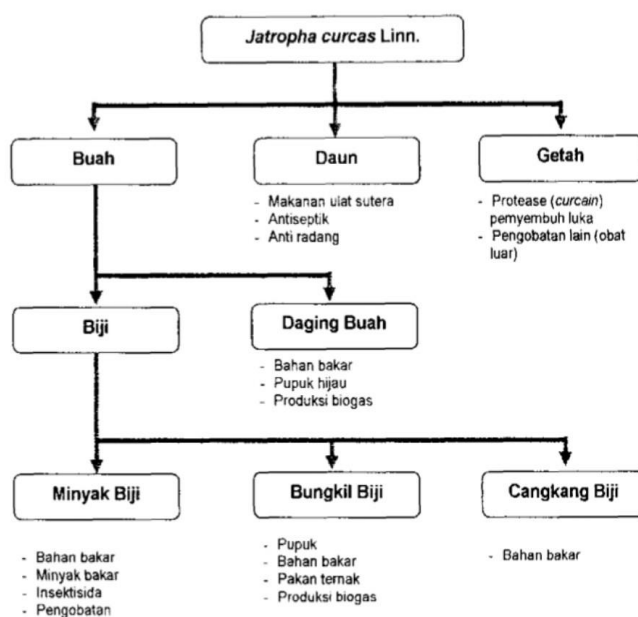 Jatropha curcas Linn.
Buah
Daun
Getah
- Makanan ulat sutera
- Antiseptik
- Anti radang
- Protease (curcain)
pemyembuh luka
- Pengobatan lain (obat
luar)
Biji
Daging Buah
- Bahan bakar
- Pupuk hijau
- Produksi biogas
Minyak Biji
Bungkil Biji
Cangkang Biji
- Bahan bakar
- Minyak bakar
- Insektisida
- Pengobatan
- Pupuk
- Bahan bakar
- Pakan ternak
- Produksi biogas
- Bahan bakar